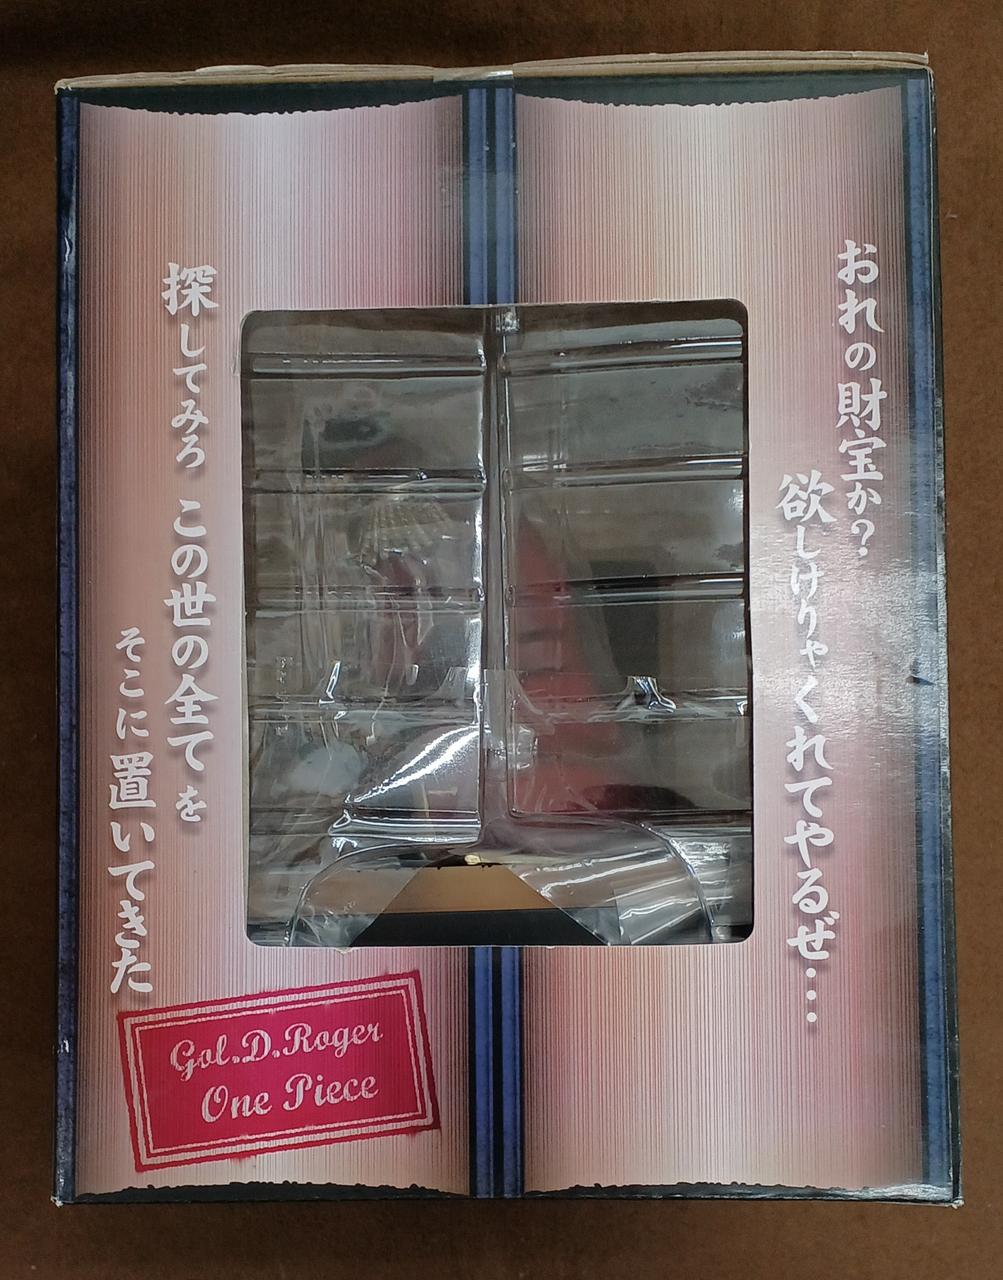 おれの財宝か?
欲しけりゃくれてやるぜ…
探してみろ この世の全てを
そこに置いてきた
Gol.D.Roger
One Piece